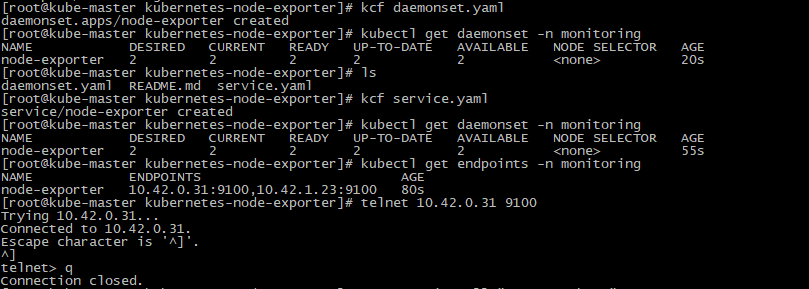 [root@kube-master kubernetes-node-exporter]# kcf daemonset.yaml
daemonset.apps/node-exporter created
[root@kube-master kubernetes-node-exporter]# kubectl get daemonset -n monitoring
NAME DESIRED CURRENT READY UP-TO-DATE AVAILABLE NODE SELECTOR AGE
node-exporter 2 2 2 2 2 <none> 20s
[root@kube-master kubernetes-node-exporter]# ls
daemonset.yaml README.md service.yaml
[root@kube-master kubernetes-node-exporter]# kcf service.yaml
service/node-exporter created
[root@kube-master kubernetes-node-exporter]# kubectl get daemonset -n monitoring
NAME DESIRED CURRENT READY UP-TO-DATE AVAILABLE NODE SELECTOR AGE
node-exporter 2 2 2 2 2 <none> 55s
[root@kube-master kubernetes-node-exporter]# kubectl get endpoints -n monitoring
NAME ENDPOINTS AGE
node-exporter 10.42.0.31:9100,10.42.1.23:9100 80s
[root@kube-master kubernetes-node-exporter]# telnet 10.42.0.31 9100
Trying 10.42.0.31...
Connected to 10.42.0.31.
Escape character is '^]'.
^]
telnet> q
Connection closed.